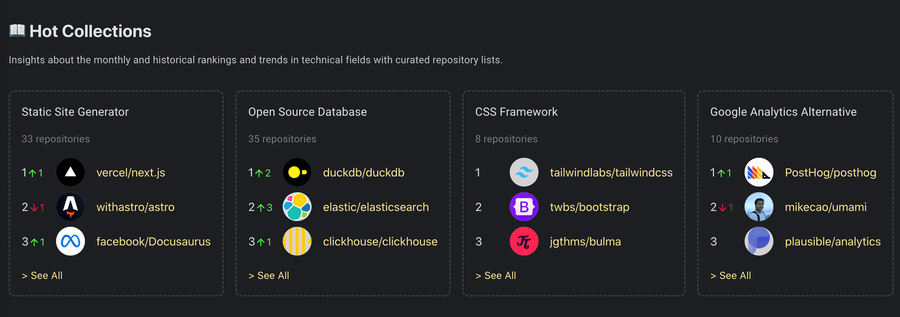 Hot Collections
Insights about the monthly and historical rankings and trends in technical fields with curated repository lists.
Static Site Generator
33 repositories
1↑1 vercel/next.js
2↓1 withastro/astro
3↑1 facebook/Docusaurus
> See All
Open Source Database
35 repositories
1↑2 duckdb/duckdb
2↑3 elastic/elasticsearch
3↑1 clickhouse/clickhouse
> See All
CSS Framework
8 repositories
1 tailwindlabs/tailwindcss
2 B twbs/bootstrap
3 jgthms/bulma
> See All
Google Analytics Alternative
10 repositories
1↑1 PostHog/posthog
2↓1 mikecao/umami
3 plausible/analytics
> See All